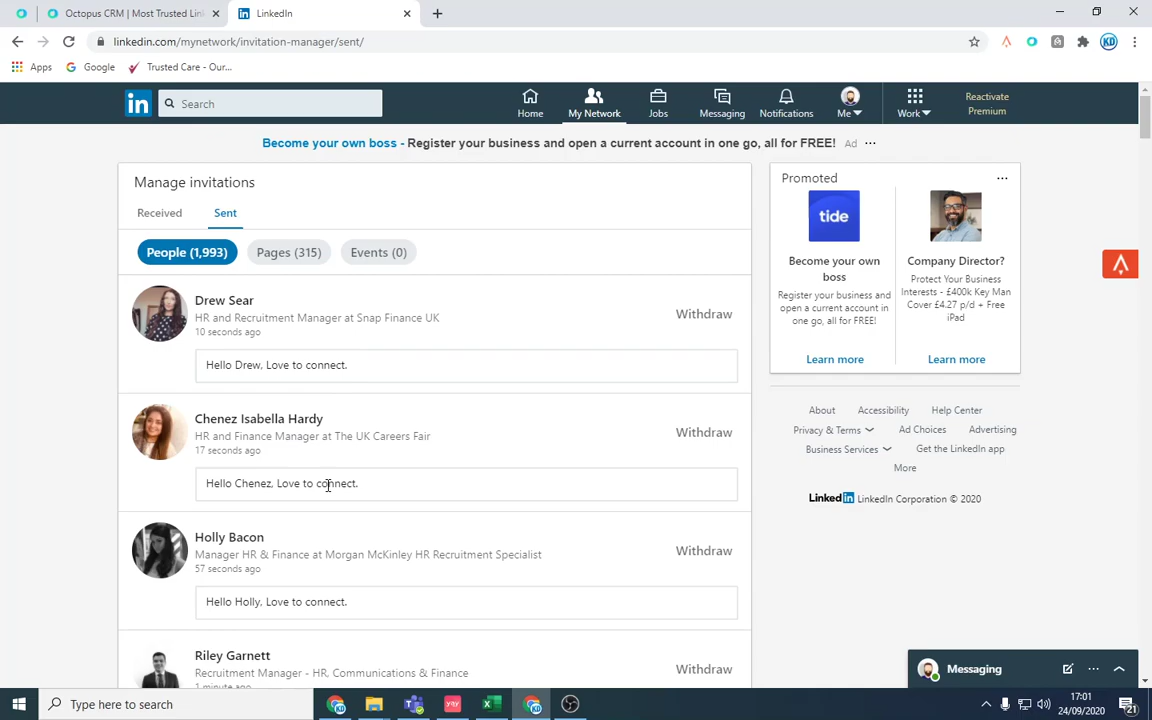 Octopus CRM | Most Trusted Lin
LinkedIn
linkedin.com/mynetwork/invitation-manager/sent/
KD
Apps
Google
Trusted Care - Our...
in
Search
Home
My Network
Jobs
Messaging
Notifications
Me
Work
Reactivate
Premium
Become your own boss - Register your business and open a current account in one go, all for FREE! Ad ...
Manage invitations
Received
Sent
People (1,993)
Pages (315)
Events (0)
Drew Sear
HR and Recruitment Manager at Snap Finance UK
10 seconds ago
Withdraw
Hello Drew, Love to connect.
Chenez Isabella Hardy
HR and Finance Manager at The UK Careers Fair
17 seconds ago
Withdraw
Hello Chenez, Love to connect.
Holly Bacon
Manager HR & Finance at Morgan McKinley HR Recruitment Specialist
57 seconds ago
Withdraw
Hello Holly, Love to connect.
Riley Garnett
Recruitment Manager - HR, Communications & Finance
1 minute ago
Withdraw
Promoted
...
tide
Become your own
boss
Register your business and
open a current account in
one go, all for FREE!
Learn more
Company Director?
Protect Your Business
Interests - £400k Key Man
Cover £4.27 p/d + Free
iPad
Learn more
About
Accessibility
Help Center
Privacy & Terms
Ad Choices
Advertising
Business Services
Get the LinkedIn app
More
LinkedIn LinkedIn Corporation © 2020
Messaging
Type here to search
yay
17:01
24/09/2020
21